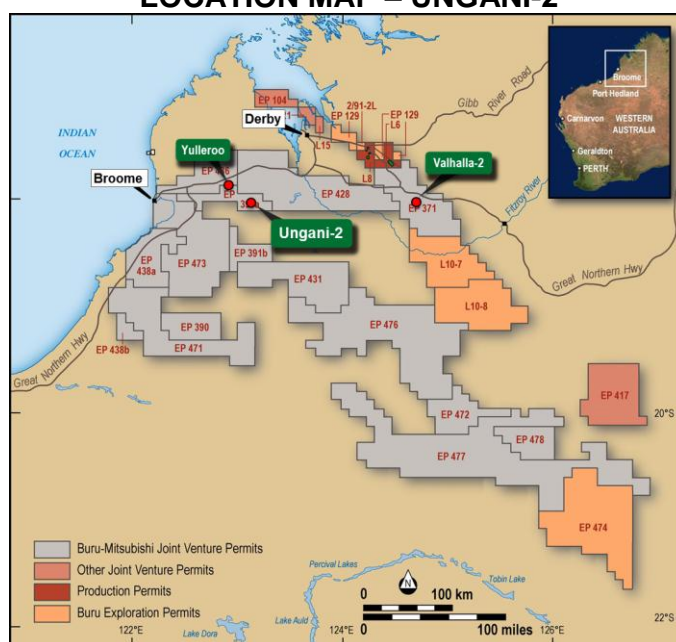 LOCATION MAP – UNGANI-2
INDIAN
OCEAN
Broome
Yulleroo
Derby
Ungani-2
Valhalla-2
EP 104
L15
EP 129
2/91-2L
EP 129
L6
L8
Gibb River Road
EP 428
EP 371
Fitzroy River
Great Northern Hwy
EP
438a
EP 473
EP 391b
EP 431
L10-7
L10-8
EP 390
EP 471
EP 438b
Great Northern Hwy
EP 476
EP 472
EP 478
EP 477
EP 417
EP 474
20°S
22°S
122°E
124°E
126°E
Percival Lakes
Tobin Lake
Lake Auld
Lake Dora
N
0 100 km
0 100 miles
Buru-Mitsubishi Joint Venture Permits
Other Joint Venture Permits
Production Permits
Buru Exploration Permits
Broome
Port Hedland
Carnarvon
WESTERN
AUSTRALIA
Geraldton
PERTH